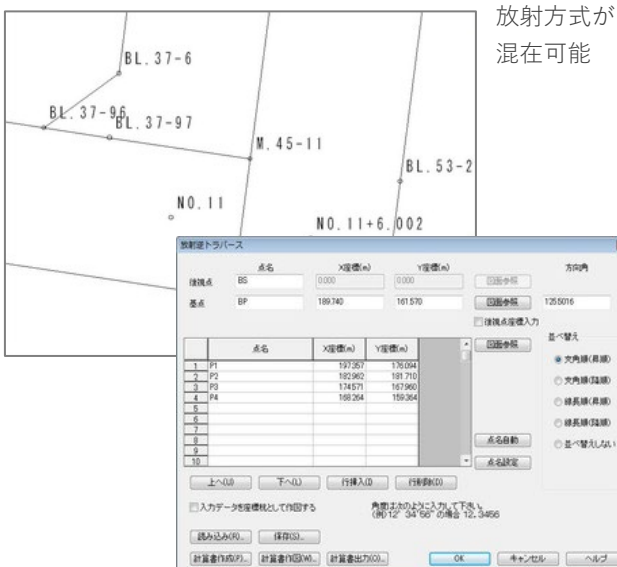 放射方式が
混在可能
BL.37-6
BL.37-96
BL.37-97
M.45-11
BL.53-2
NO.11
NO.11+6.002
放射逆トラバース
点名 X座標(m) Y座標(m) 方向角
後視点 BS 0.000 0.000 図面参照
基点 BP 189.740 161.570 図面参照 125.5016
後視点座標入力
点名 X座標(m) Y座標(m) 図面参照 並べ替え
1 P1 197.357 176.094
2 P2 182.962 181.710
3 P3 174.571 167.960
4 P4 168.264 159.364
5
6
7
8
9
10
夾角順(昇順)
夾角順(降順)
線長順(昇順)
線長順(降順)
並べ替えしない
点名自動
点名設定
上へ(U) 下へ(L) 行挿入(I) 行削除(D)
入力データを座標杭として作図する
角度は次のように入力して下さい。
(例)12°34'56"の場合 12.3456
読み込み(R)... 保存(S)...
計算書作成(P)... 計算書作図(W)... 計算書出力(O)... OK キャンセル ヘルプ